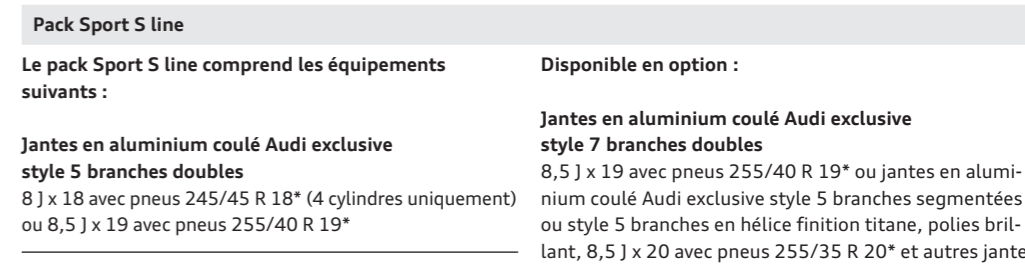 Pack Sport S line
Le pack Sport S line comprend les équipements
suivants :
Jantes en aluminium coulé Audi exclusive
style 5 branches doubles
8 J x 18 avec pneus 245/45 R 18* (4 cylindres uniquement)
ou 8,5 J x 19 avec pneus 255/40 R 19*
Disponible en option :
Jantes en aluminium coulé Audi exclusive
style 7 branches doubles
8,5 J x 19 avec pneus 255/40 R 19* ou jantes en alumi-
nium coulé Audi exclusive style 5 branches segmentées
ou style 5 branches en hélice finition titane, polies bril-
lant, 8,5 J x 20 avec pneus 255/35 R 20* et autres jante